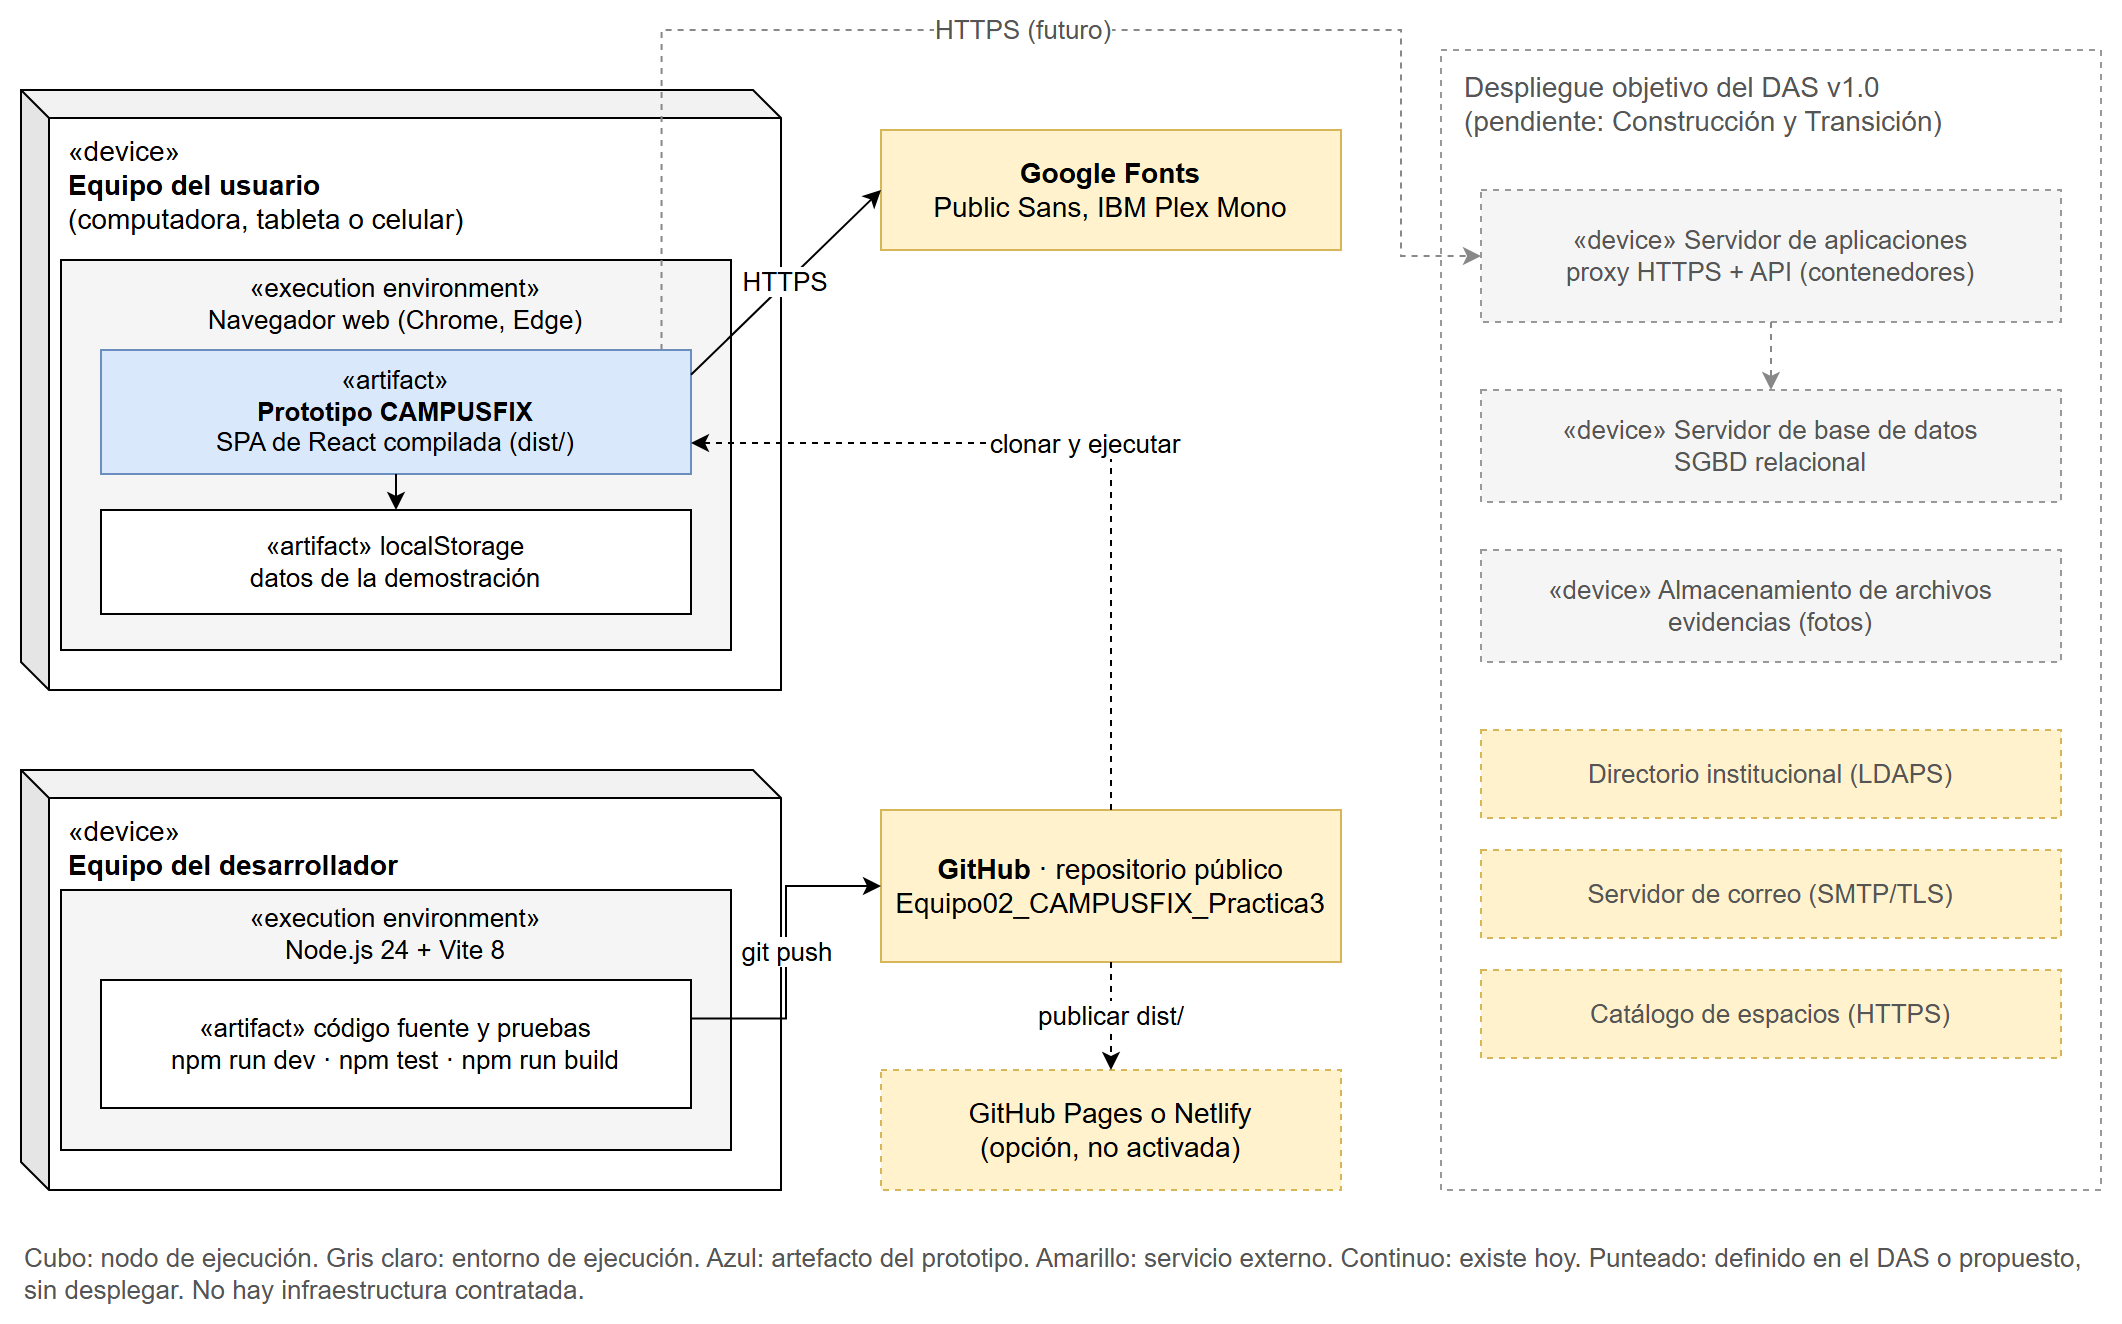 HTTPS (futuro)
«device»
Equipo del usuario
(computadora, tableta o celular)
«execution environment»
Navegador web (Chrome, Edge)
«artifact»
Prototipo CAMPUSFIX
SPA de React compilada (dist/)
«artifact» localStorage
datos de la demostración
HTTPS
Google Fonts
Public Sans, IBM Plex Mono
clonar y ejecutar
«device»
Equipo del desarrollador
«execution environment»
Node.js 24 + Vite 8
«artifact» código fuente y pruebas
npm run dev · npm test · npm run build
git push
GitHub · repositorio público
Equipo02_CAMPUSFIX_Practica3
publicar dist/
GitHub Pages o Netlify
(opción, no activada)
Despliegue objetivo del DAS v1.0
(pendiente: Construcción y Transición)
«device» Servidor de aplicaciones
proxy HTTPS + API (contenedores)
«device» Servidor de base de datos
SGBD relacional
«device» Almacenamiento de archivos
evidencias (fotos)
Directorio institucional (LDAPS)
Servidor de correo (SMTP/TLS)
Catálogo de espacios (HTTPS)
Cubo: nodo de ejecución. Gris claro: entorno de ejecución. Azul: artefacto del prototipo. Amarillo: servicio externo. Continuo: existe hoy. Punteado: definido en el DAS o propuesto,
sin desplegar. No hay infraestructura contratada.